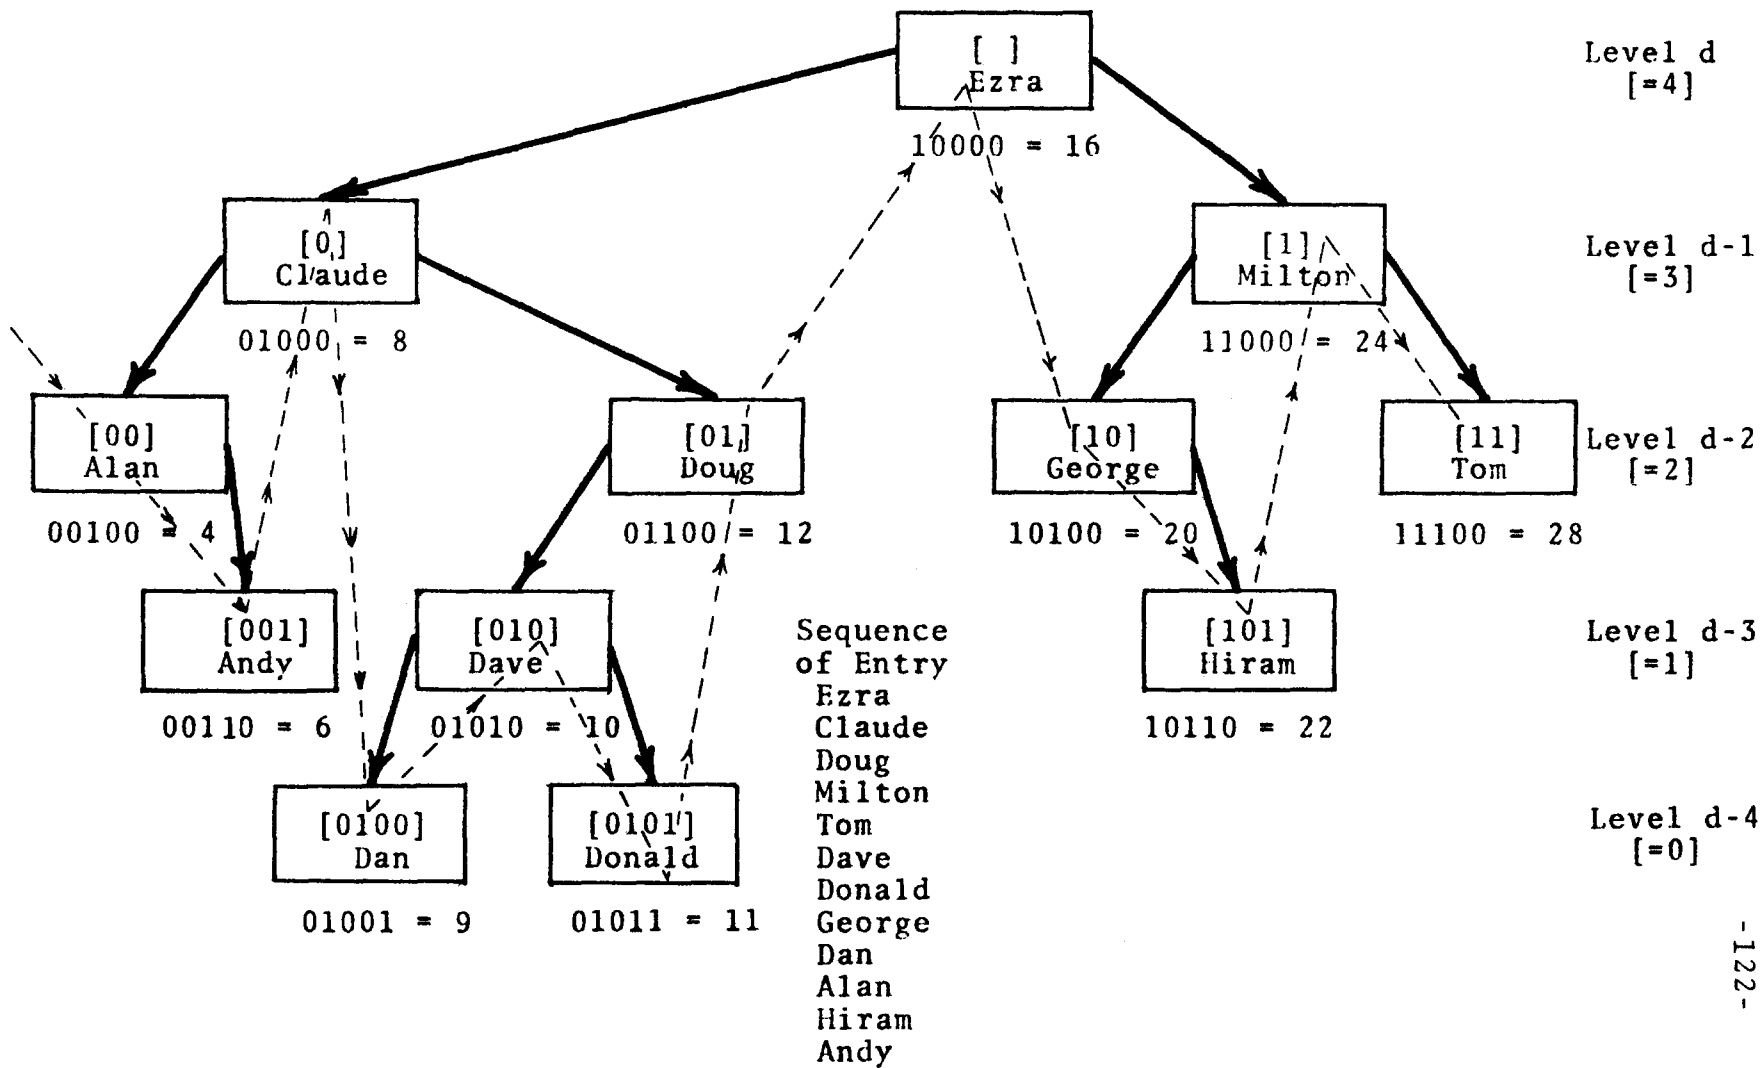 [ ]
Ezra
10000 = 16
Level d
[=4]
[0]
Claude
01000 = 8
[1]
Milton
11000 = 24
Level d-1
[=3]
[00]
Alan
00100 = 4
[01]
Doug
01100 = 12
[10]
George
10100 = 20
[11]
Tom
11100 = 28
Level d-2
[=2]
[001]
Andy
00110 = 6
[010]
Dave
01010 = 10
[101]
Hiram
10110 = 22
Level d-3
[=1]
[0100]
Dan
01001 = 9
[0101]
Donald
01011 = 11
Level d-4
[=0]
Sequence
of Entry
Ezra
Claude
Doug
Milton
Tom
Dave
Donald
George
Dan
Alan
Hiram
Andy
-122-